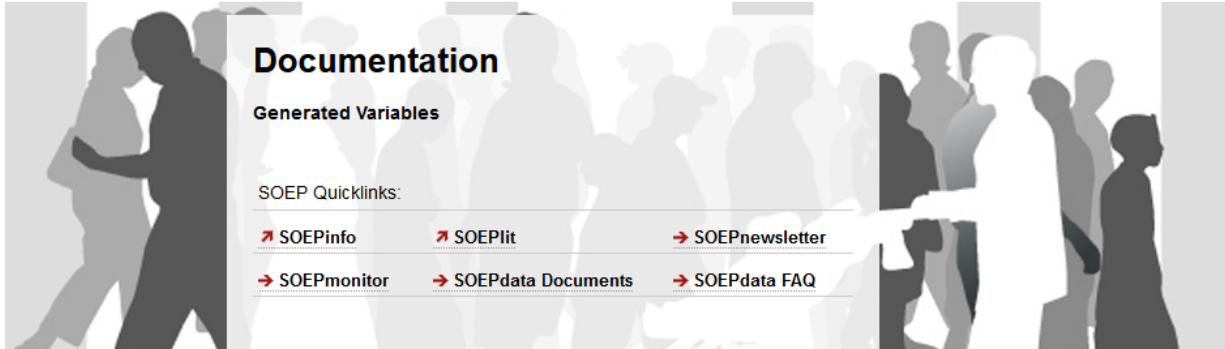 Documentation
Generated Variables
SOEP Quicklinks:
SOEPinfo SOEPlit SOEPnewsletter
SOEPmonitor SOEPdata Documents SOEPdata FAQ